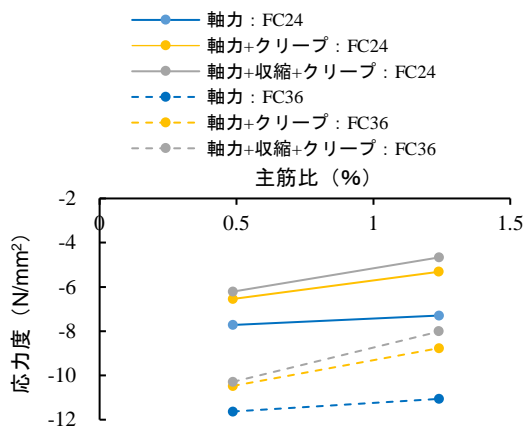 軸力：FC24
軸力+クリープ：FC24
軸力+収縮+クリープ：FC24
軸力：FC36
軸力+クリープ：FC36
軸力+収縮+クリープ：FC36
主筋比（%）
0 0.5 1 1.5
-2
-4
-6
-8
-10
-12
応力度（N/mm²）